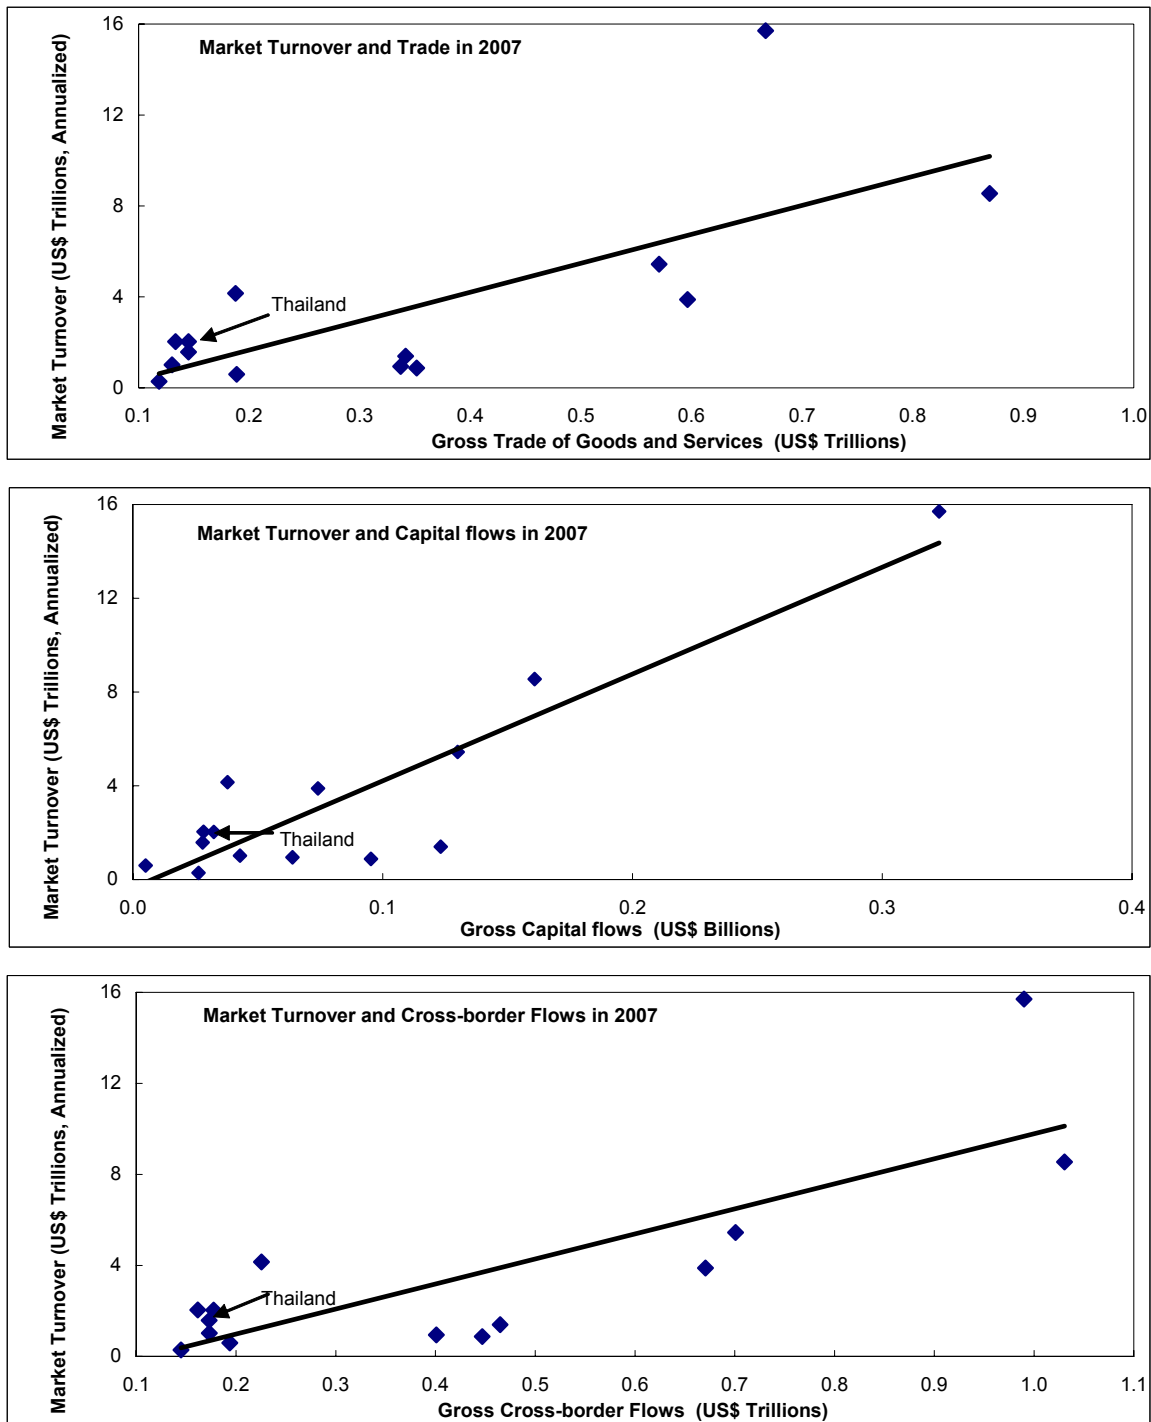 Market Turnover and Trade in 2007
Market Turnover (US$ Trillions, Annualized)
16
12
8
4
0
Thailand
0.1 0.2 0.3 0.4 0.5 0.6 0.7 0.8 0.9 1.0
Gross Trade of Goods and Services (US$ Trillions)
Market Turnover and Capital flows in 2007
Market Turnover (US$ Trillions, Annualized)
16
12
8
4
0
Thailand
0.0 0.1 0.2 0.3 0.4
Gross Capital flows (US$ Billions)
Market Turnover and Cross-border Flows in 2007
Market Turnover (US$ Trillions, Annualized)
16
12
8
4
0
Thailand
0.1 0.2 0.3 0.4 0.5 0.6 0.7 0.8 0.9 1.0 1.1
Gross Cross-border Flows (US$ Trillions)